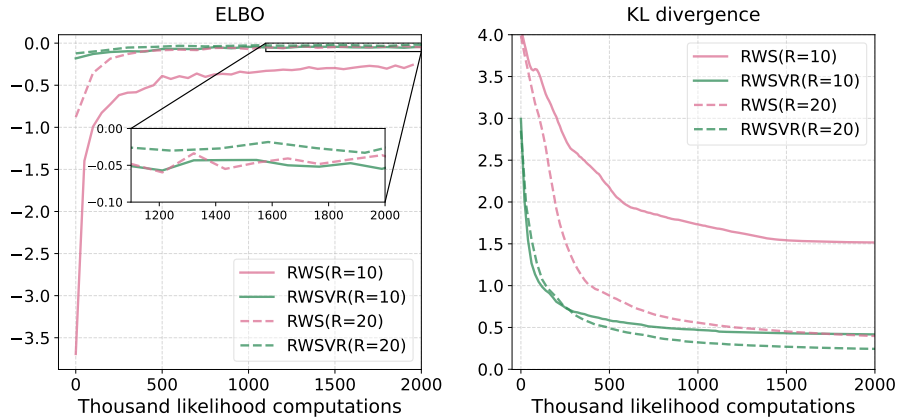 ELBO
0.0
−0.5
−1.0
−1.5
−2.0
−2.5
−3.0
−3.5
0.00
−0.05
−0.10
1200 1400 1600 1800 2000
RWS(R=10)
RWSVR(R=10)
RWS(R=20)
RWSVR(R=20)
0 500 1000 1500 2000
Thousand likelihood computations
KL divergence
4.0
3.5
3.0
2.5
2.0
1.5
1.0
0.5
0.0
RWS(R=10)
RWSVR(R=10)
RWS(R=20)
RWSVR(R=20)
0 500 1000 1500 2000
Thousand likelihood computations